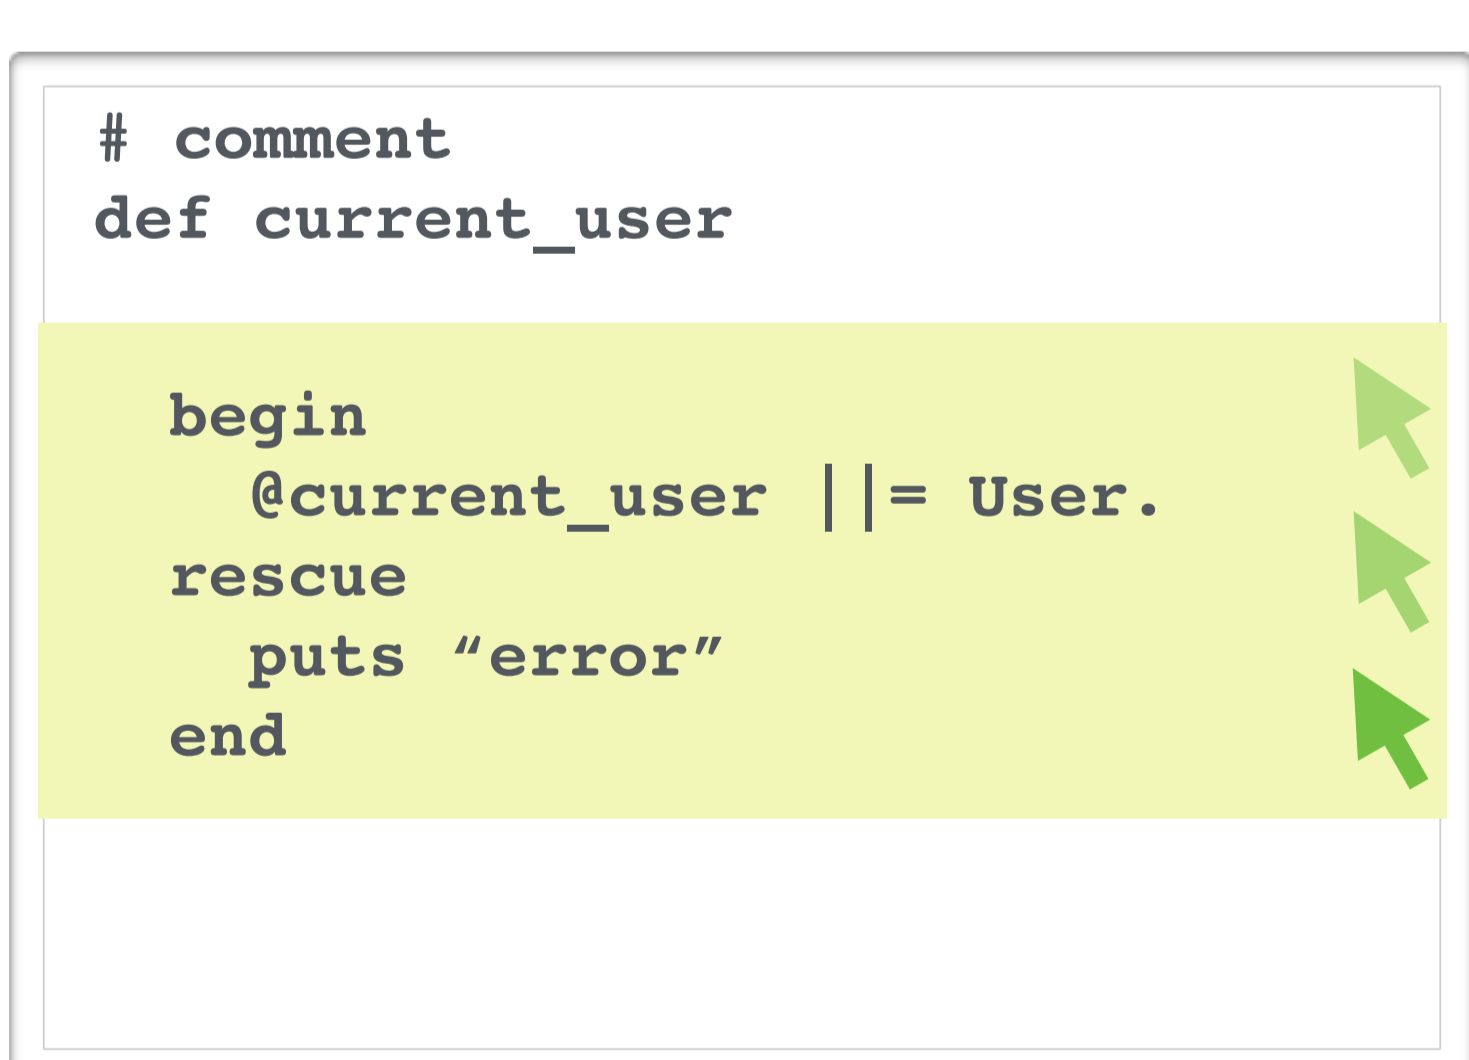 # comment
def current_user
begin
@current_user ||= User.
rescue
puts “error”
end